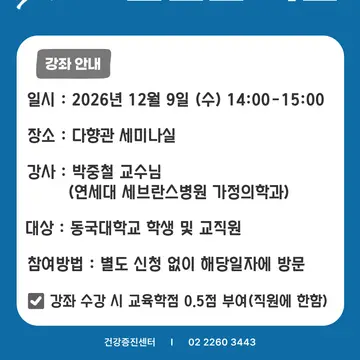 강좌 안내
일시 : 2026년 12월 9일 (수) 14:00-15:00
장소 : 다향관 세미나실
강사 : 박중철 교수님
(연세대 세브란스병원 가정의학과)
대상 : 동국대학교 학생 및 교직원
참여방법 : 별도 신청 없이 해당일자에 방문
강좌 수강 시 교육학점 0.5점 부여(직원에 한함)
건강증진센터 I 02 2260 3443